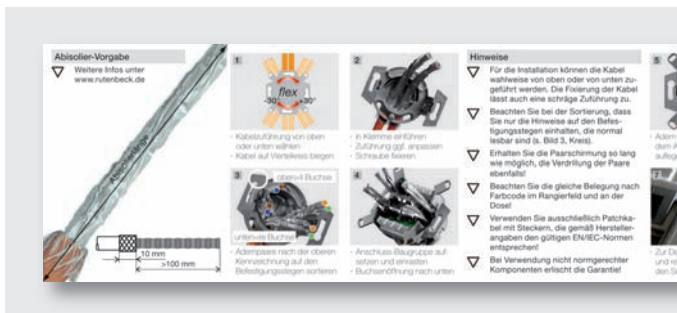 Abisolier-Vorgabe
Weitere Infos unter
www.rutenbeck.de
Abisolierlänge
10 mm
>100 mm
1
flex
-30°
+30°
- Kabelzuführung von oben
oder unten wählen
- Kabel auf Viertelkreis biegen
2
- in Klemme einführen
- Zuführung ggf. anpassen
- Schraube fixieren
3
oben=li Buchse
unten=re Buchse
- Adernpaare nach der oberen
Kennzeichnung auf den
Befestigungsstegen sortieren
4
- Anschluss-Baugruppe auf-
setzen und einrasten
- Buchsenöffnung nach unten
Hinweise
Für die Installation können die Kabel
wahlweise von oben oder von unten zu-
geführt werden. Die Fixierung der Kabel
lässt auch eine schräge Zuführung zu.
Beachten Sie bei der Sortierung, dass
Sie nur die Hinweise auf den Befes-
tigungsstegen einhalten, die normal
lesbar sind (s. Bild 3, Kreis).
Erhalten Sie die Paarschirmung so lang
wie möglich, die Verdrillung der Paare
ebenfalls!
Beachten Sie die gleiche Belegung nach
Farbcode im Rangierfeld und an der
Dose!
Verwenden Sie ausschließlich Patchka-
bel mit Steckern, die gemäß Hersteller-
angaben den gültigen EN/IEC-Normen
entsprechen!
Bei Verwendung nicht normgerechter
Komponenten erlischt die Garantie!
5
7